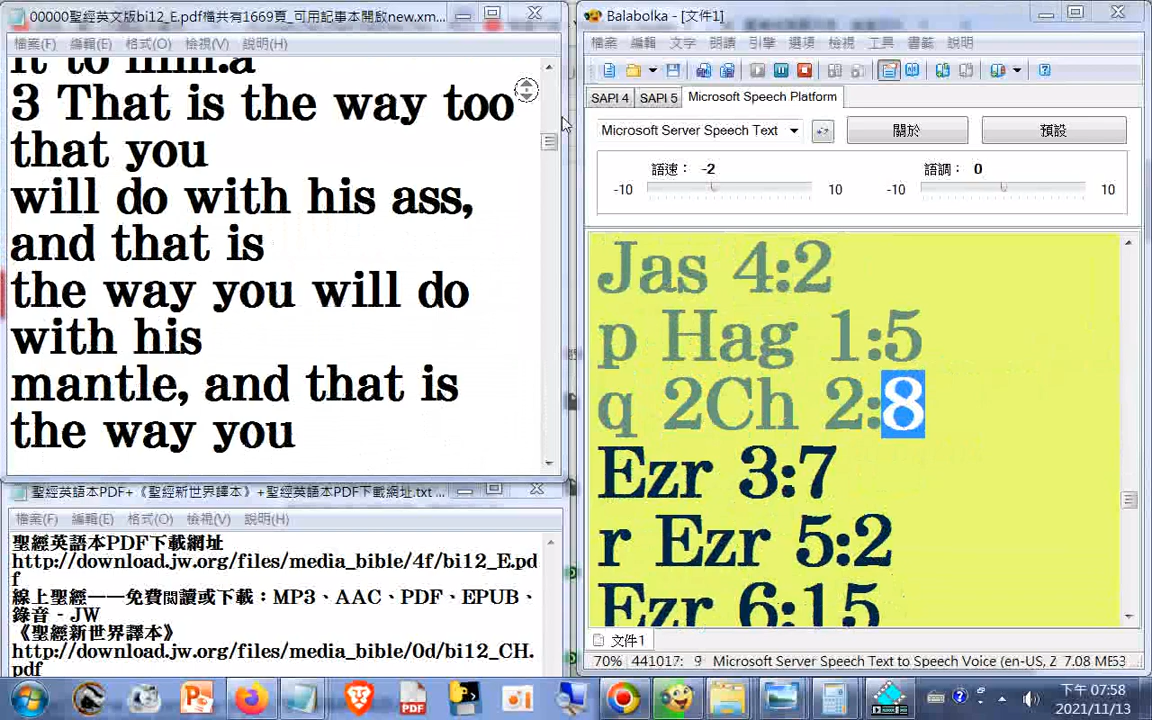 00000聖經英文版bi12_E.pdf檔共有1669頁_可用記事本開啟new.xm...
檔案(F) 編輯(E) 格式(O) 檢視(V) 說明(H)
it to him.a
3 That is the way too
that you
will do with his ass,
and that is
the way you will do
with his
mantle, and that is
the way you
聖經英語本PDF+《聖經新世界譯本》+聖經英語本PDF下載網址.txt ...
檔案(F) 編輯(E) 格式(O) 檢視(V) 說明(H)
聖經英語本PDF下載網址
http://download.jw.org/files/media_bible/4f/bi12_E.pd
f
線上聖經——免費閱讀或下載：MP3、AAC、PDF、EPUB、
錄音 - JW
《聖經新世界譯本》
http://download.jw.org/files/media_bible/0d/bi12_CH.
pdf
Balabolka - [文件1]
檔案 編輯 文字 朗讀 引擎 選項 檢視 工具 書籤 說明
SAPI 4 SAPI 5 Microsoft Speech Platform
Microsoft Server Speech Text 關於 預設
語速： -2 語調： 0
-10 10 -10 10
Jas 4:2
p Hag 1:5
q 2Ch 2:8
Ezr 3:7
r Ezr 5:2
Ezr 6:15
文件1
70% 441017: 9 Microsoft Server Speech Text to Speech Voice (en-US, Z 7.08 ME53
PDF
下午 07:58
2021/11/13